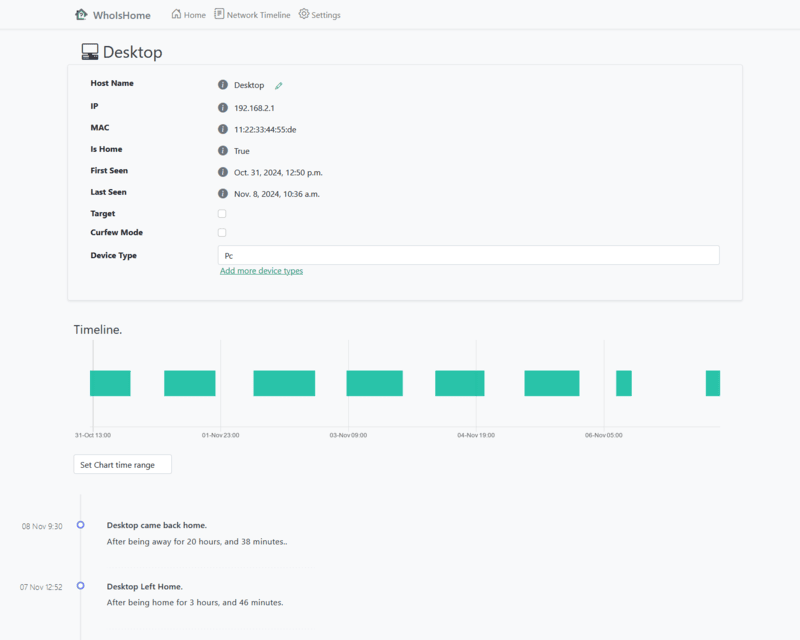 WhoIsHome Home Network Timeline Settings
Desktop
Host Name Desktop
IP 192.168.2.1
MAC 11:22:33:44:55:de
Is Home True
First Seen Oct. 31, 2024, 12:50 p.m.
Last Seen Nov. 8, 2024, 10:36 a.m.
Target
Curfew Mode
Device Type Pc
Add more device types
Timeline.
31-Oct 13:00 01-Nov 23:00 03-Nov 09:00 04-Nov 19:00 06-Nov 05:00
Set Chart time range
08 Nov 9:30 Desktop came back home.
After being away for 20 hours, and 38 minutes..
07 Nov 12:52 Desktop Left Home.
After being home for 3 hours, and 46 minutes.